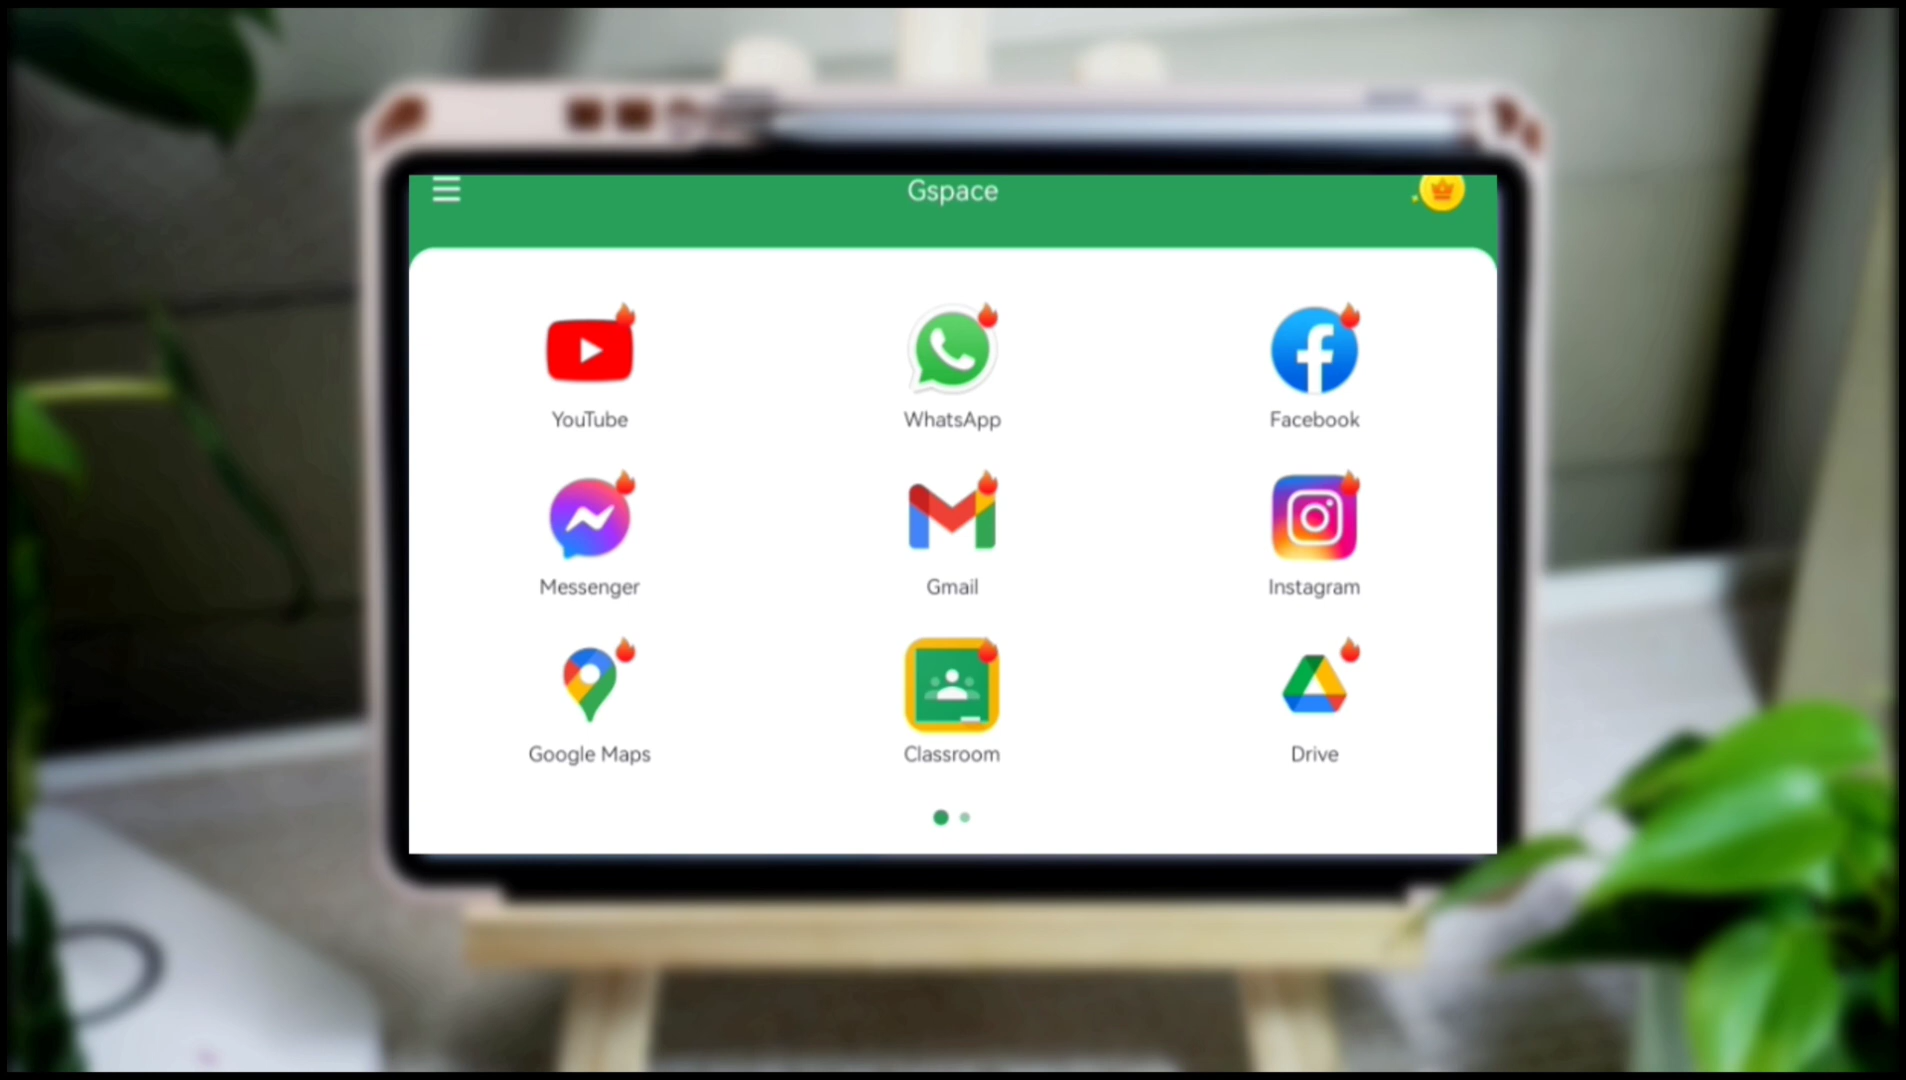 Gspace
YouTube
WhatsApp
Facebook
Messenger
Gmail
Instagram
Google Maps
Classroom
Drive